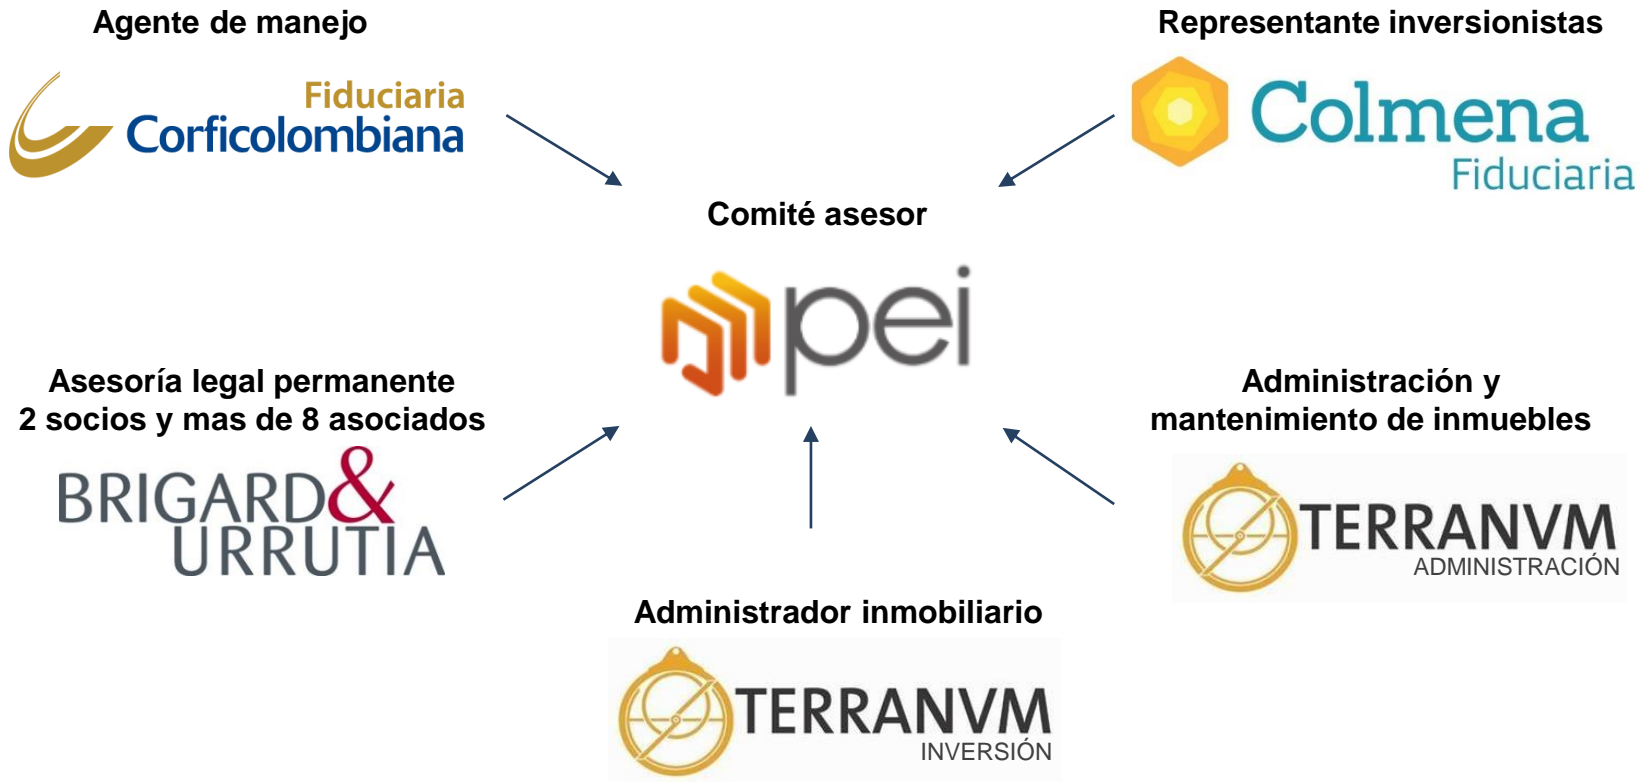 Agente de manejo
Fiduciaria
Corficolombiana
Representante inversionistas
Colmena
Fiduciaria
Comité asesor
pei
Asesoría legal permanente
2 socios y mas de 8 asociados
BRIGARD&
URRUTIA
Administración y
mantenimiento de inmuebles
TERRANVM
ADMINISTRACIÓN
Administrador inmobiliario
TERRANVM
INVERSIÓN